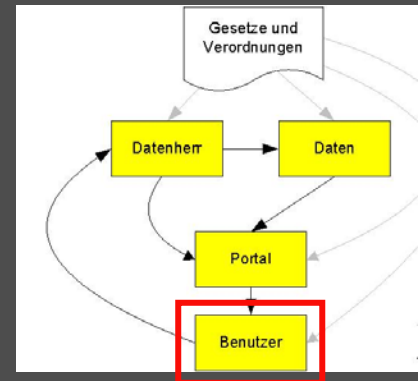 Gesetze und
Verordnungen
Datenherr
Daten
Portal
Benutzer